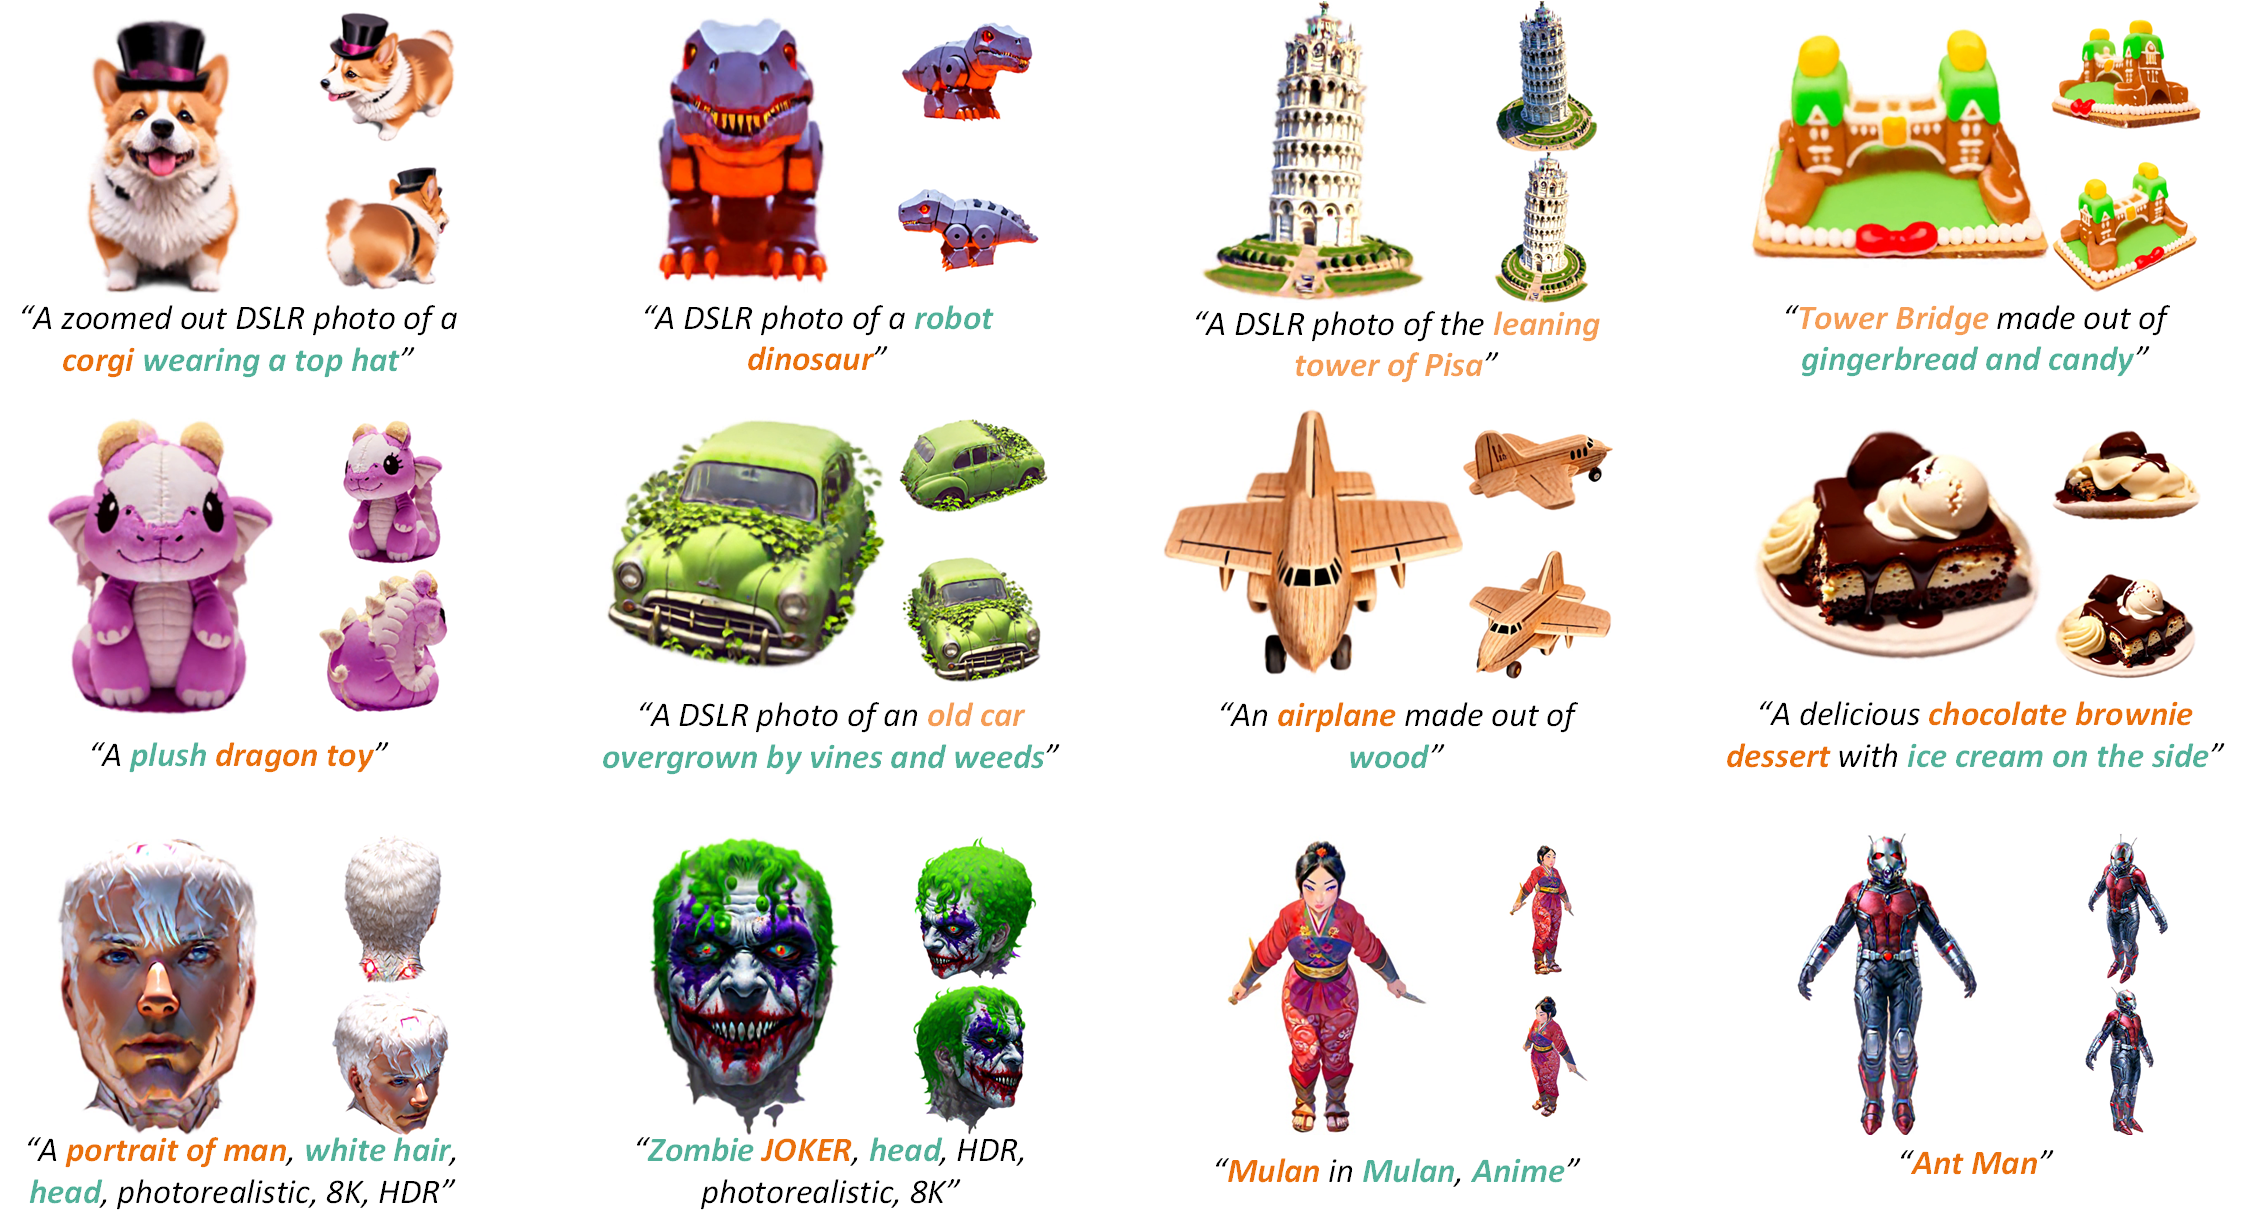 “A zoomed out DSLR photo of a
corgi wearing a top hat”
“A DSLR photo of a robot
dinosaur”
“A DSLR photo of the leaning
tower of Pisa”
“Tower Bridge made out of
gingerbread and candy”
“A plush dragon toy”
“A DSLR photo of an old car
overgrown by vines and weeds”
“An airplane made out of
wood”
“A delicious chocolate brownie
dessert with ice cream on the side”
“A portrait of man, white hair,
head, photorealistic, 8K, HDR”
“Zombie JOKER, head, HDR,
photorealistic, 8K”
“Mulan in Mulan, Anime”
“Ant Man”